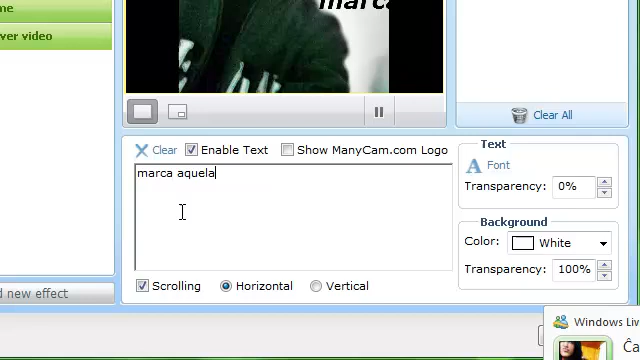 me
ver video
marca
Clear All
Clear
Enable Text
Show ManyCam.com Logo
marca aquela
Text
Font
Transparency:
0%
Background
Color:
White
Transparency:
100%
Scrolling
Horizontal
Vertical
d new effect
Windows Liv